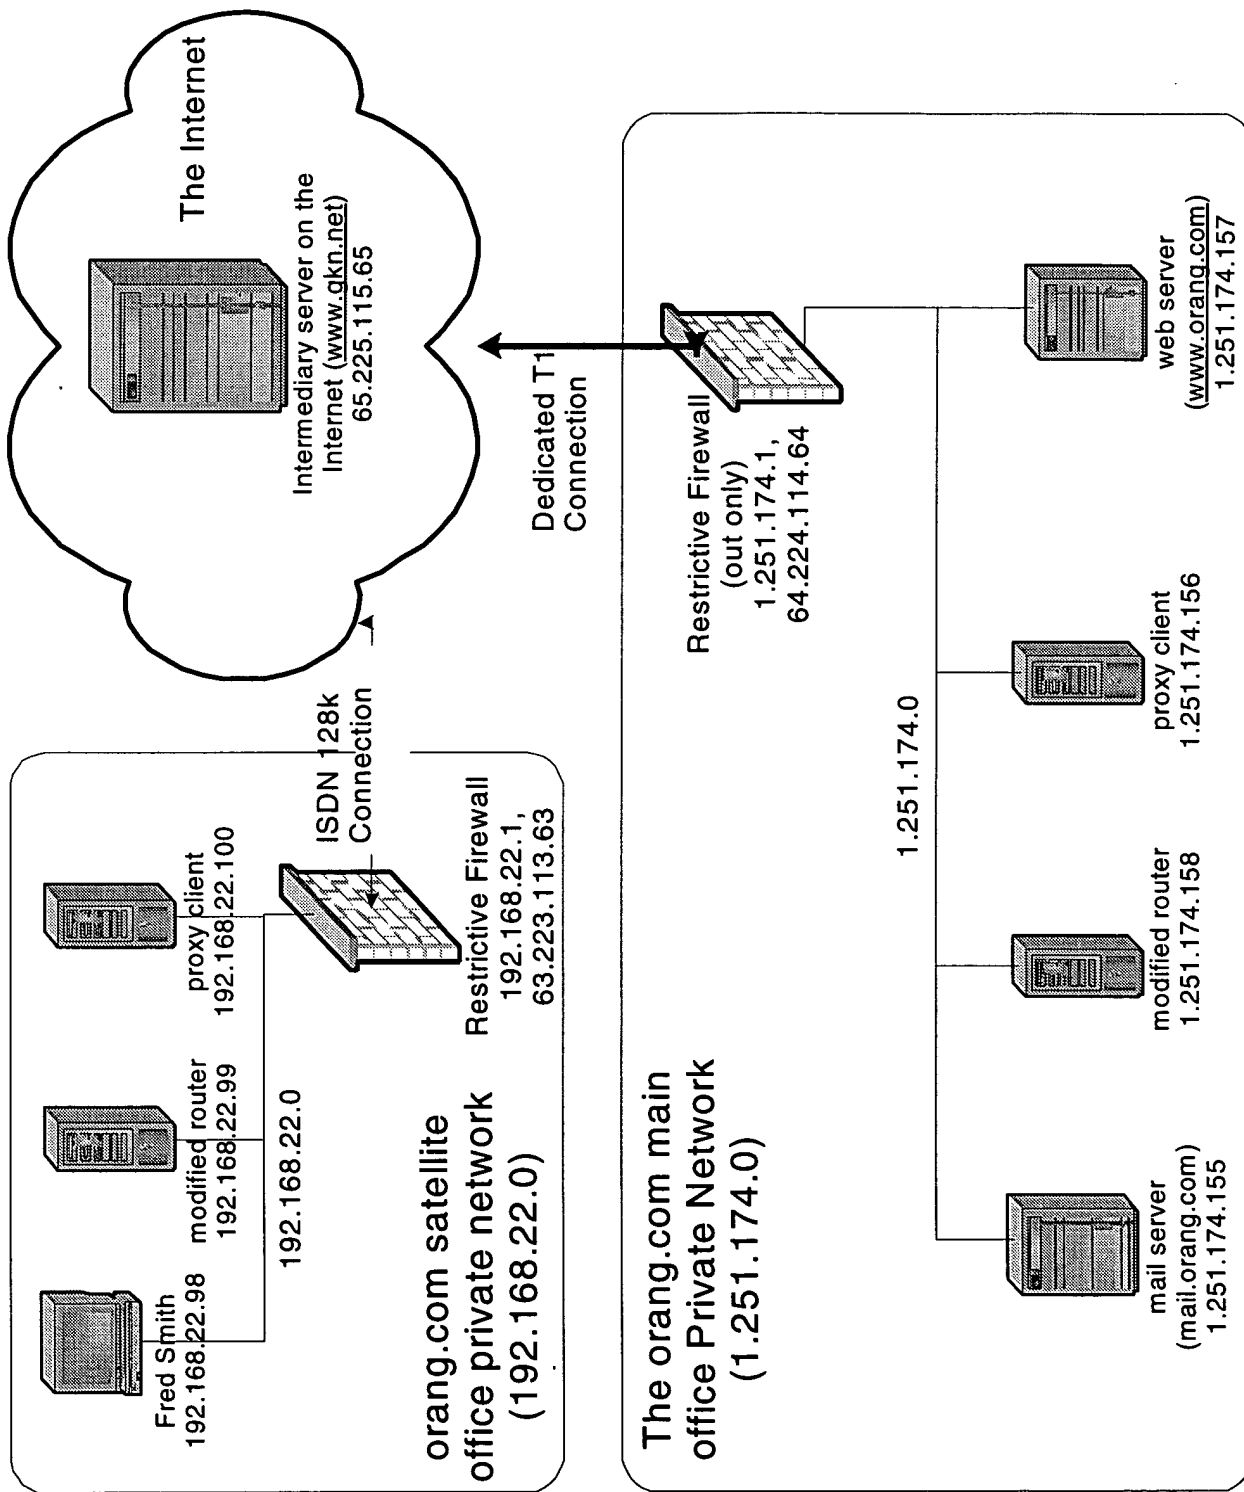 Fred Smith
192.168.22.98
modified router
192.168.22.99
proxy client
192.168.22.100
192.168.22.0
orang.com satellite
office private network
(192.168.22.0)
Restrictive Firewall
192.168.22.1,
63.223.113.63
ISDN 128k
Connection
The Internet
Intermediary server on the
Internet (www.qkn.net)
65.225.115.65
Dedicated T1
Connection
The orang.com main
office Private Network
(1.251.174.0)
Restrictive Firewall
(out only)
1.251.174.1,
64.224.114.64
1.251.174.0
mail server
(mail.orang.com)
1.251.174.155
modified router
1.251.174.158
proxy client
1.251.174.156
web server
(www.orang.com)
1.251.174.157